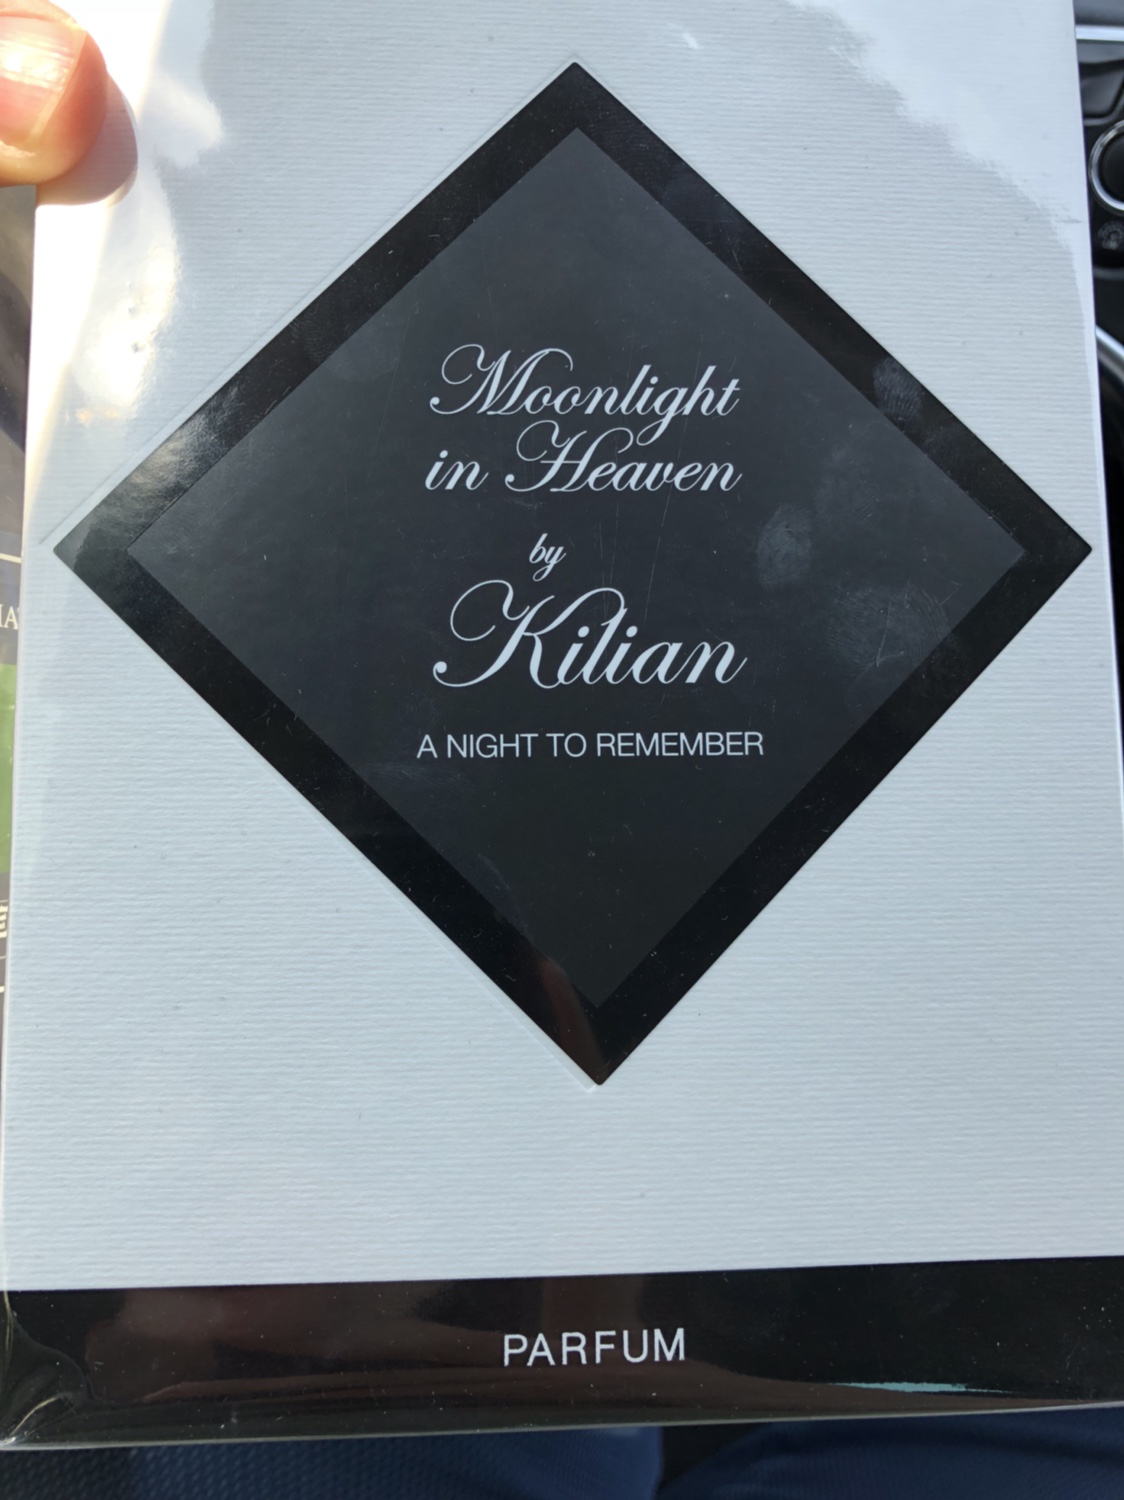 Moonlight
in Heaven
by
Kilian
A NIGHT TO REMEMBER
PARFUM